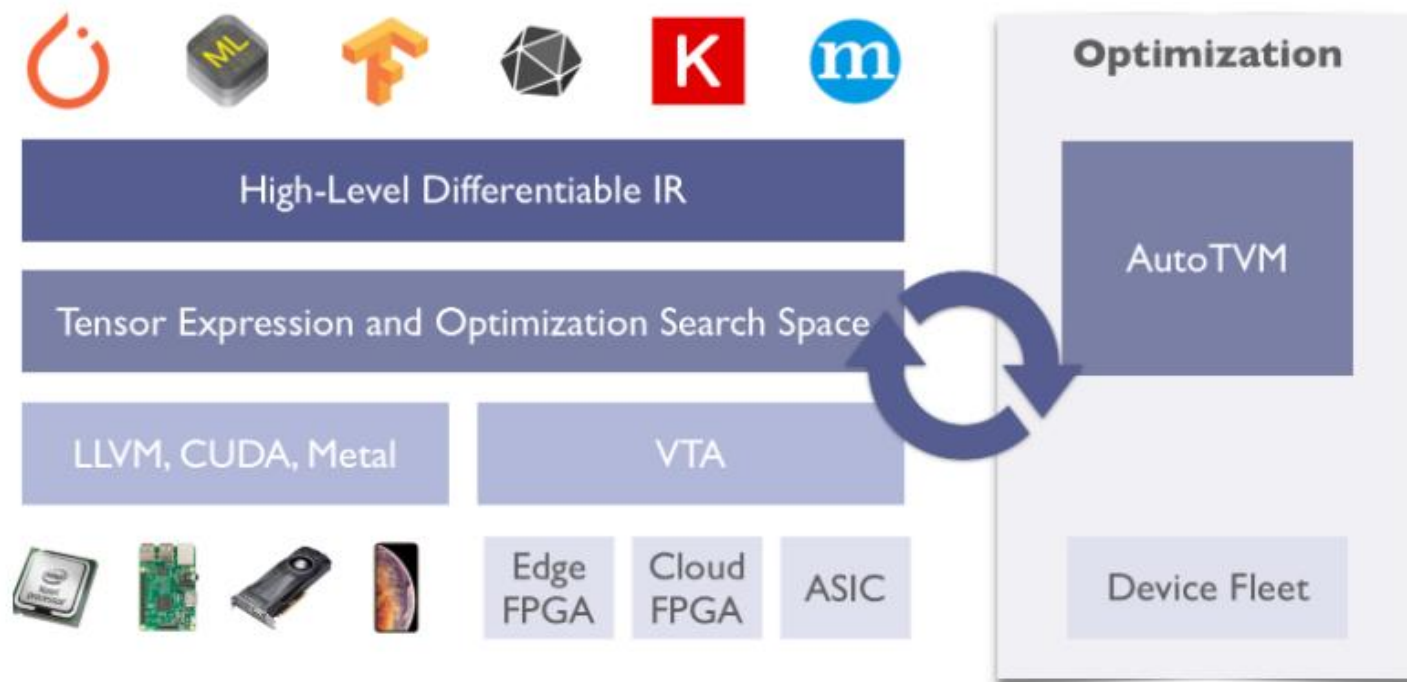 ML
K
m
Optimization
High-Level Differentiable IR
AutoTVM
Tensor Expression and Optimization Search Space
LLVM, CUDA, Metal
VTA
Edge
FPGA
Cloud
FPGA
ASIC
Device Fleet